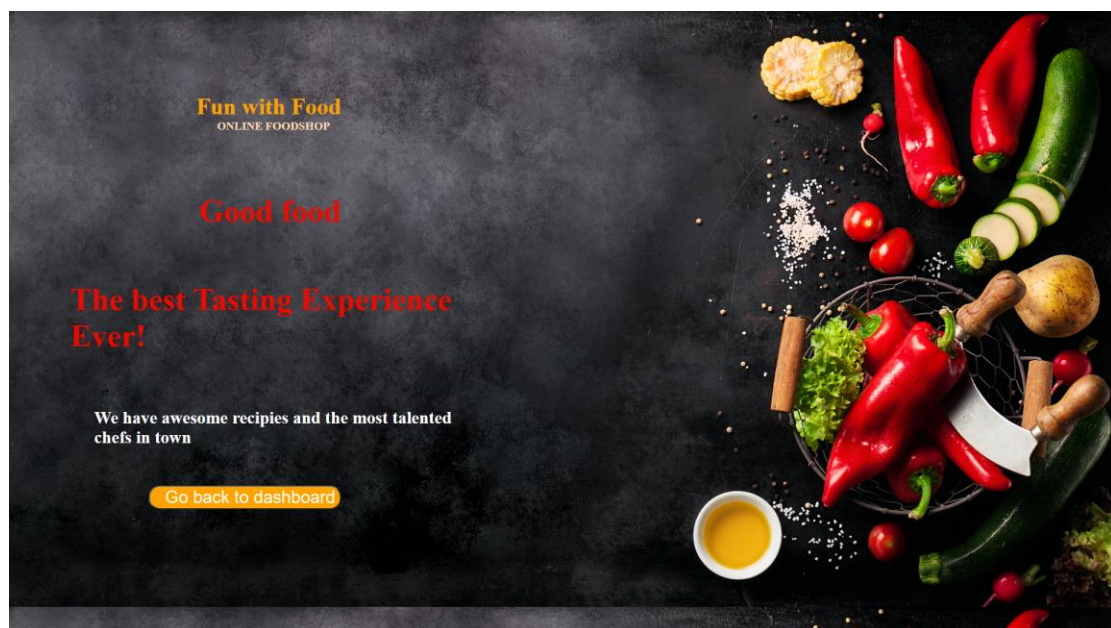 Fun with Food
ONLINE FOODSHOP
Good food
The best Tasting Experience
Ever!
We have awesome recipies and the most talented
chefs in town
Go back to dashboard